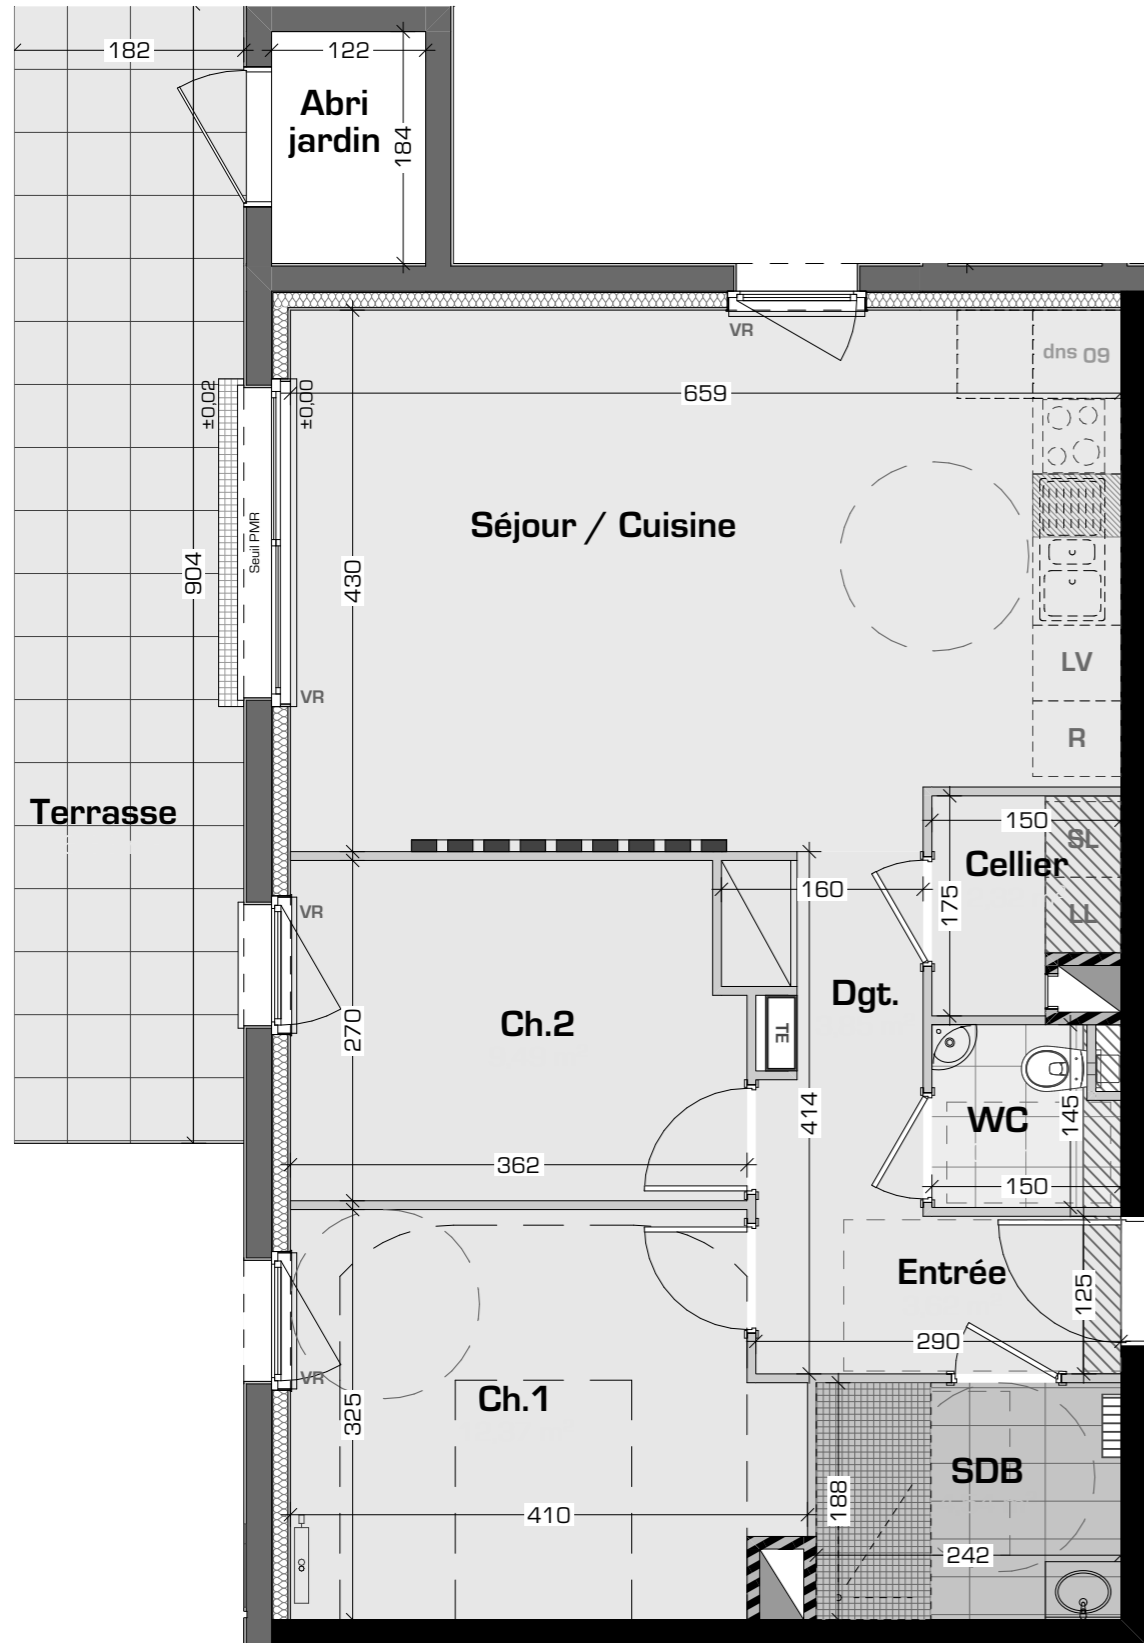 182
122
Abri
jardin
184
VR
60 sup
±0,02
±0,00
659
Séjour / Cuisine
Seuil PMR
904
430
LV
VR
R
Terrasse
150
SL
Cellier
160
175
LL
VR
Dgt.
Ch.2
TE
270
414
WC
145
362
150
Entrée
125
290
VR
Ch.1
325
SDB
188
410
242